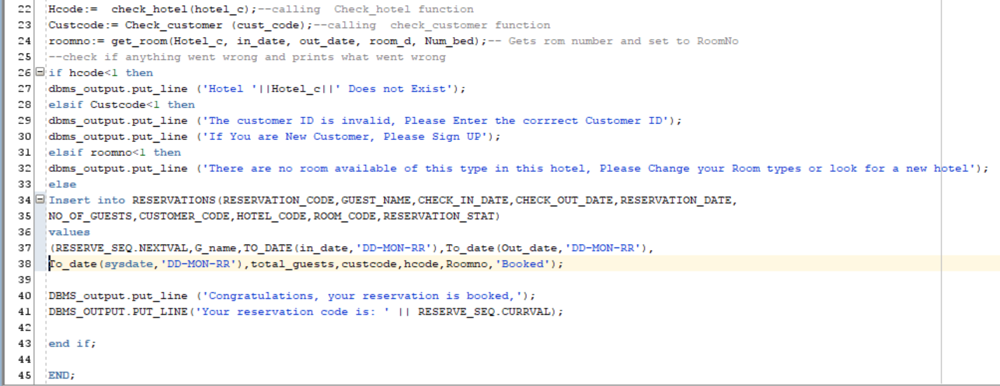 22 Hcode:=  check_hotel(hotel_c);--calling  Check_hotel function
23 Custcode:= Check_customer (cust_code);--calling  check_customer function
24 roomno:= get_room(Hotel_c, in_date, out_date, room_d, Num_bed);-- Gets rom number and set to RoomNo
25 --check if anything went wrong and prints what went wrong
26 if hcode<1 then
27 dbms_output.put_line ('Hotel '||Hotel_c||' Does not Exist');
28 elsif Custcode<1 then
29 dbms_output.put_line ('The customer ID is invalid, Please Enter the corrrect Customer ID');
30 dbms_output.put_line ('If You are New Customer, Please Sign UP');
31 elsif roomno<1 then
32 dbms_output.put_line ('There are no room available of this type in this hotel, Please Change your Room types or look for a new hotel');
33 else
34 Insert into RESERVATIONS(RESERVATION_CODE,GUEST_NAME,CHECK_IN_DATE,CHECK_OUT_DATE,RESERVATION_DATE,
35 NO_OF_GUESTS,CUSTOMER_CODE,HOTEL_CODE,ROOM_CODE,RESERVATION_STAT)
36 values
37 (RESERVE_SEQ.NEXTVAL,G_name,TO_DATE(in_date,'DD-MON-RR'),To_date(Out_date,'DD-MON-RR'),
38 To_date(sysdate,'DD-MON-RR'),total_guests,custcode,hcode,Roomno,'Booked');
39
40 DBMS_output.put_line ('Congratulations, your reservation is booked,');
41 DBMS_OUTPUT.PUT_LINE('Your reservation code is: ' || RESERVE_SEQ.CURRVAL);
42
43 end if;
44
45 END;